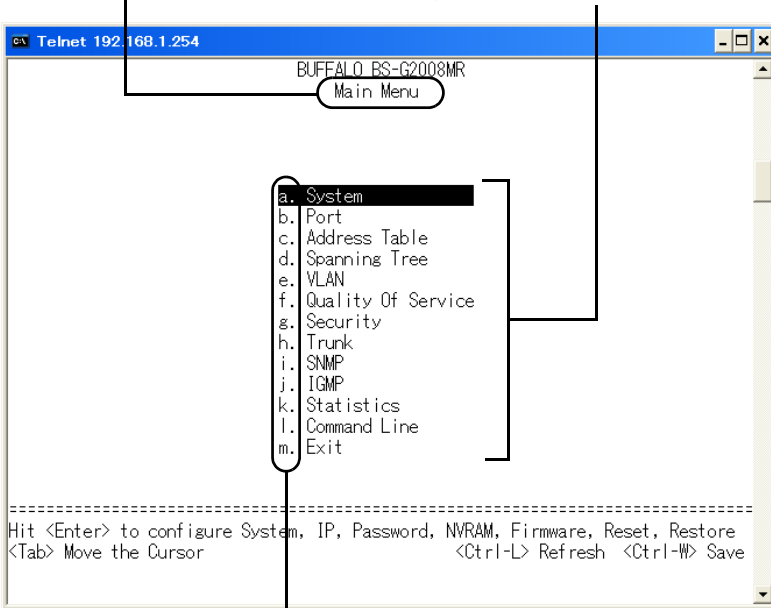 Telnet 192.168.1.254
BUFFALO BS-G2008MR
Main Menu
a. System
b. Port
c. Address Table
d. Spanning Tree
e. VLAN
f. Quality Of Service
g. Security
h. Trunk
i. SNMP
j. IGMP
k. Statistics
l. Command Line
m. Exit
Hit <Enter> to configure System, IP, Password, NVRAM, Firmware, Reset, Restore
<Tab> Move the Cursor <Ctrl-L> Refresh <Ctrl-W> Save